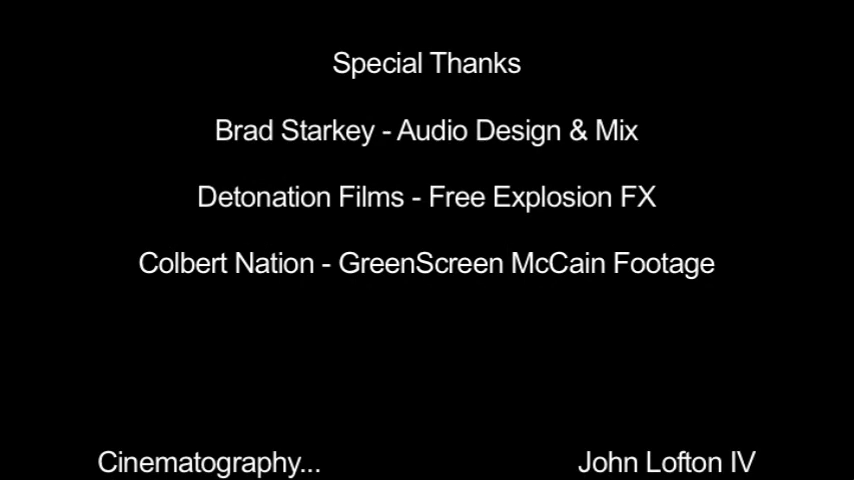 Special Thanks
Brad Starkey - Audio Design & Mix
Detonation Films - Free Explosion FX
Colbert Nation - GreenScreen McCain Footage
Cinematography... John Lofton IV